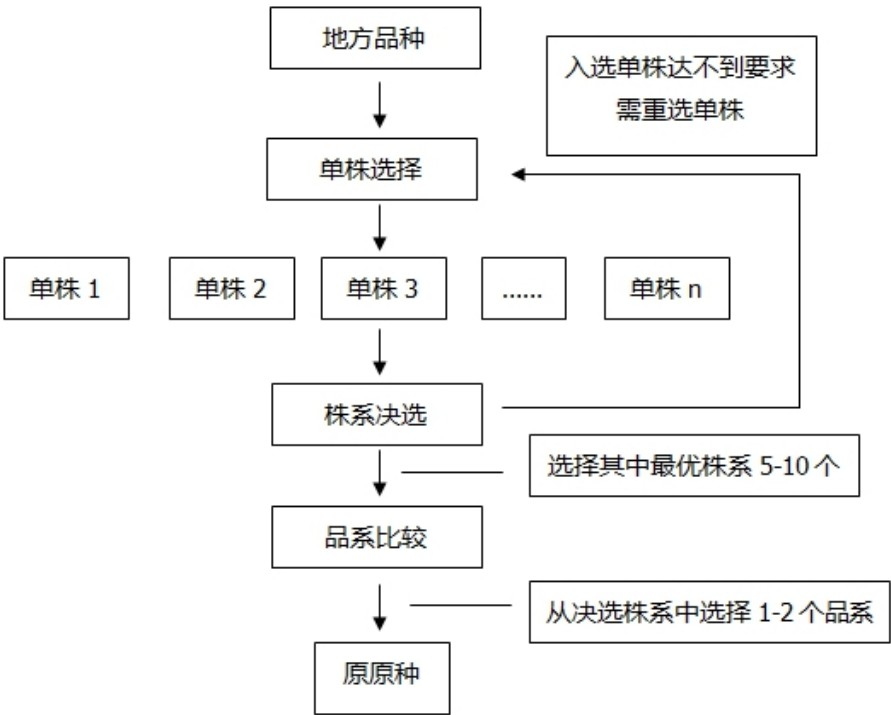 地方品种
入选单株达不到要求
需重选单株
单株选择
单株 1
单株 2
单株 3
......
单株 n
株系决选
选择其中最优株系 5-10 个
品系比较
从决选株系中选择 1-2 个品系
原原种